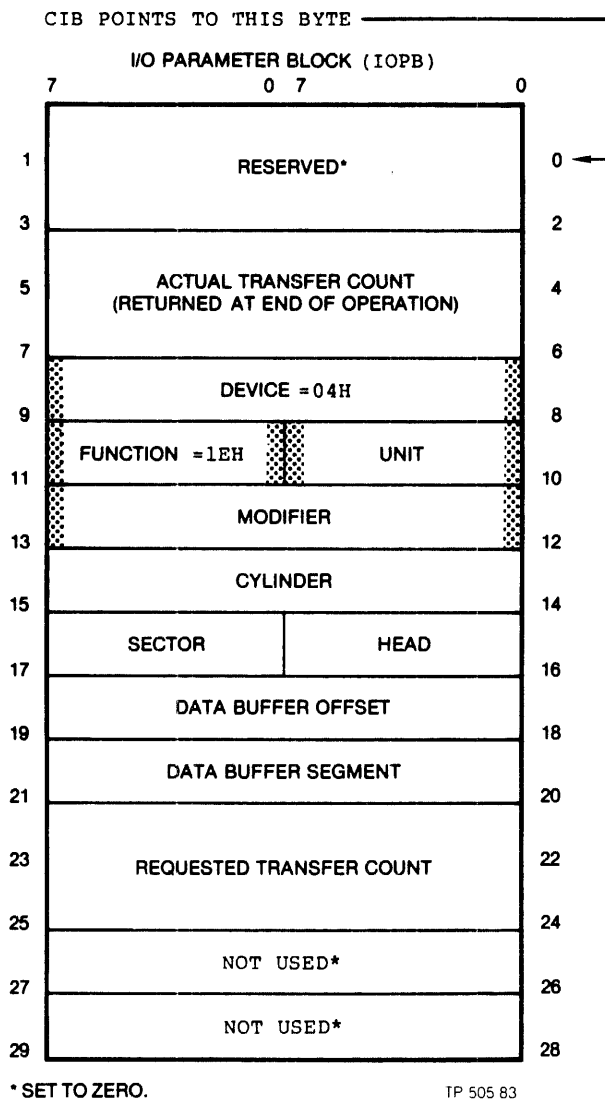 CIB POINTS TO THIS BYTE
I/O PARAMETER BLOCK (IOPB)
7 0 7 0
1 RESERVED* 0
3 2
5 ACTUAL TRANSFER COUNT 4
(RETURNED AT END OF OPERATION)
7 6
DEVICE =04H
9 8
FUNCTION =1EH UNIT
11 10
MODIFIER
13 12
CYLINDER
15 14
SECTOR HEAD
17 16
DATA BUFFER OFFSET
19 18
DATA BUFFER SEGMENT
21 20
23 REQUESTED TRANSFER COUNT 22
25 24
NOT USED*
27 26
NOT USED*
29 28
* SET TO ZERO. TP 505 83